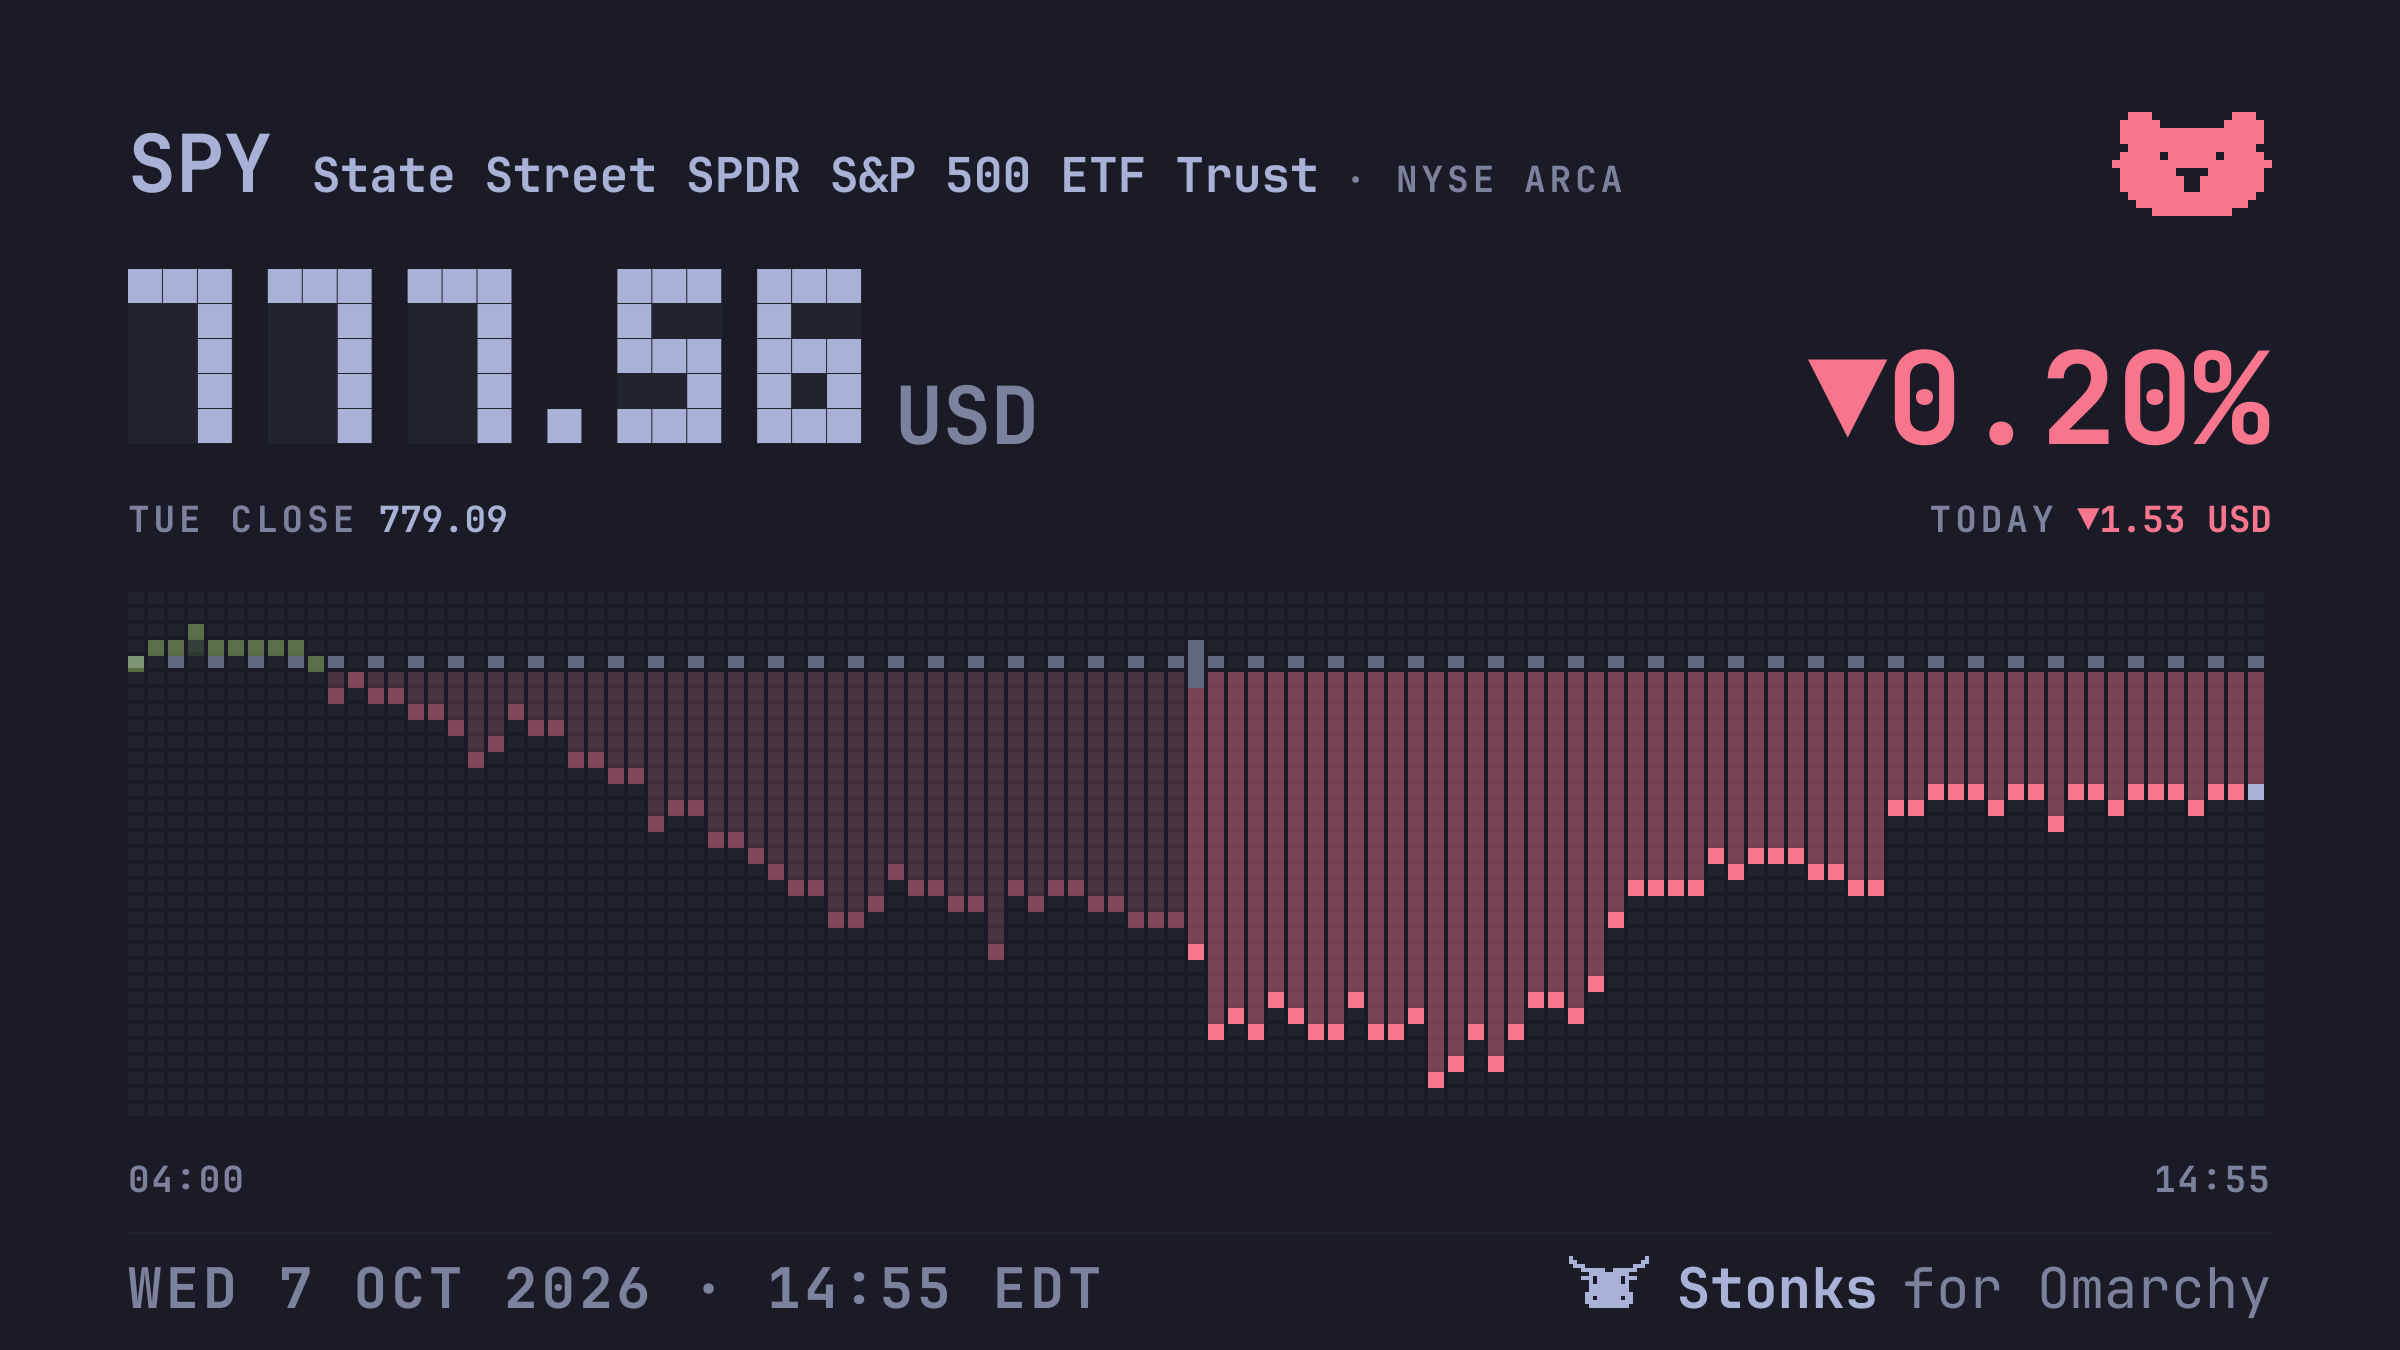 SPY State Street SPDR S&P 500 ETF Trust · NYSE ARCA
777.56 USD
▼0.20%
TUE CLOSE 779.09
TODAY ▼1.53 USD
04:00
14:55
WED 7 OCT 2026 · 14:55 EDT
Stonks for Omarchy